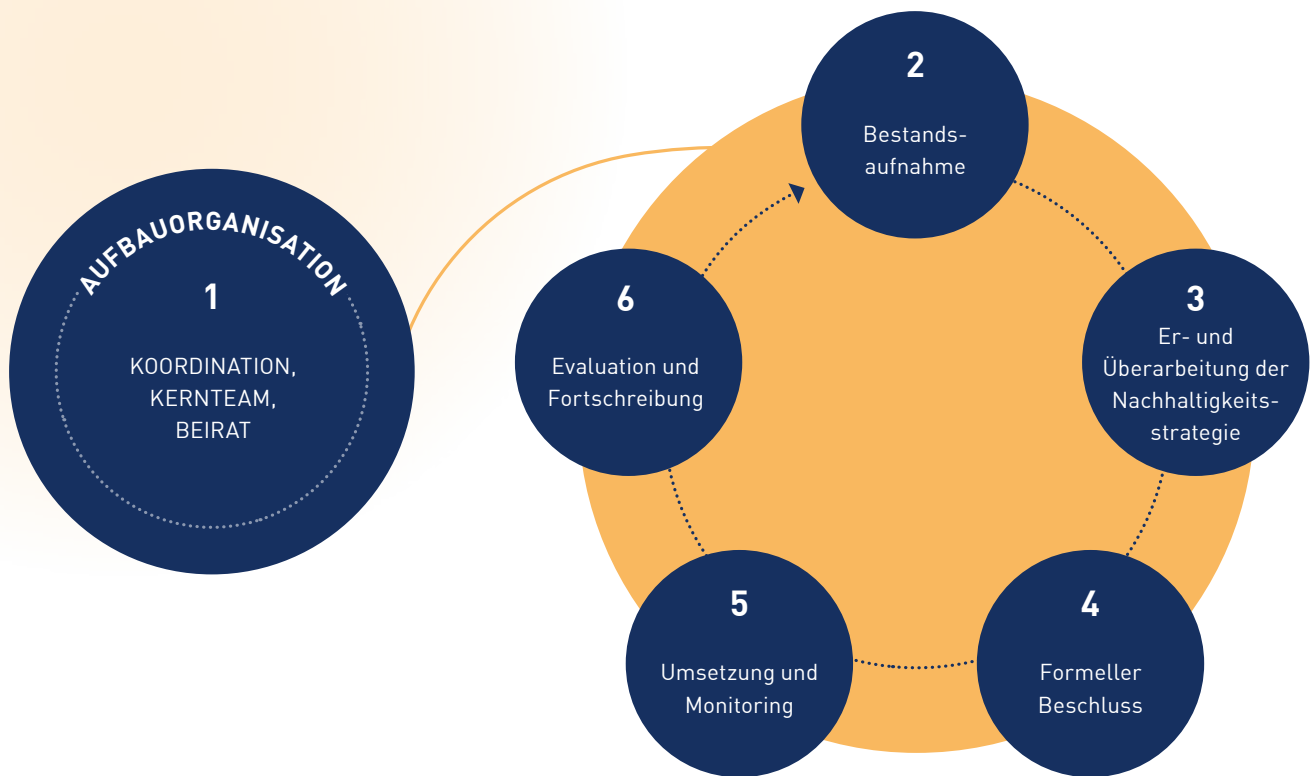 AUFBAUORGANISATION
1
KOORDINATION,
KERNTEAM,
BEIRAT
2
Bestands-
aufnahme
3
Er- und
Überarbeitung der
Nachhaltigkeits-
strategie
4
Formeller
Beschluss
5
Umsetzung und
Monitoring
6
Evaluation und
Fortschreibung